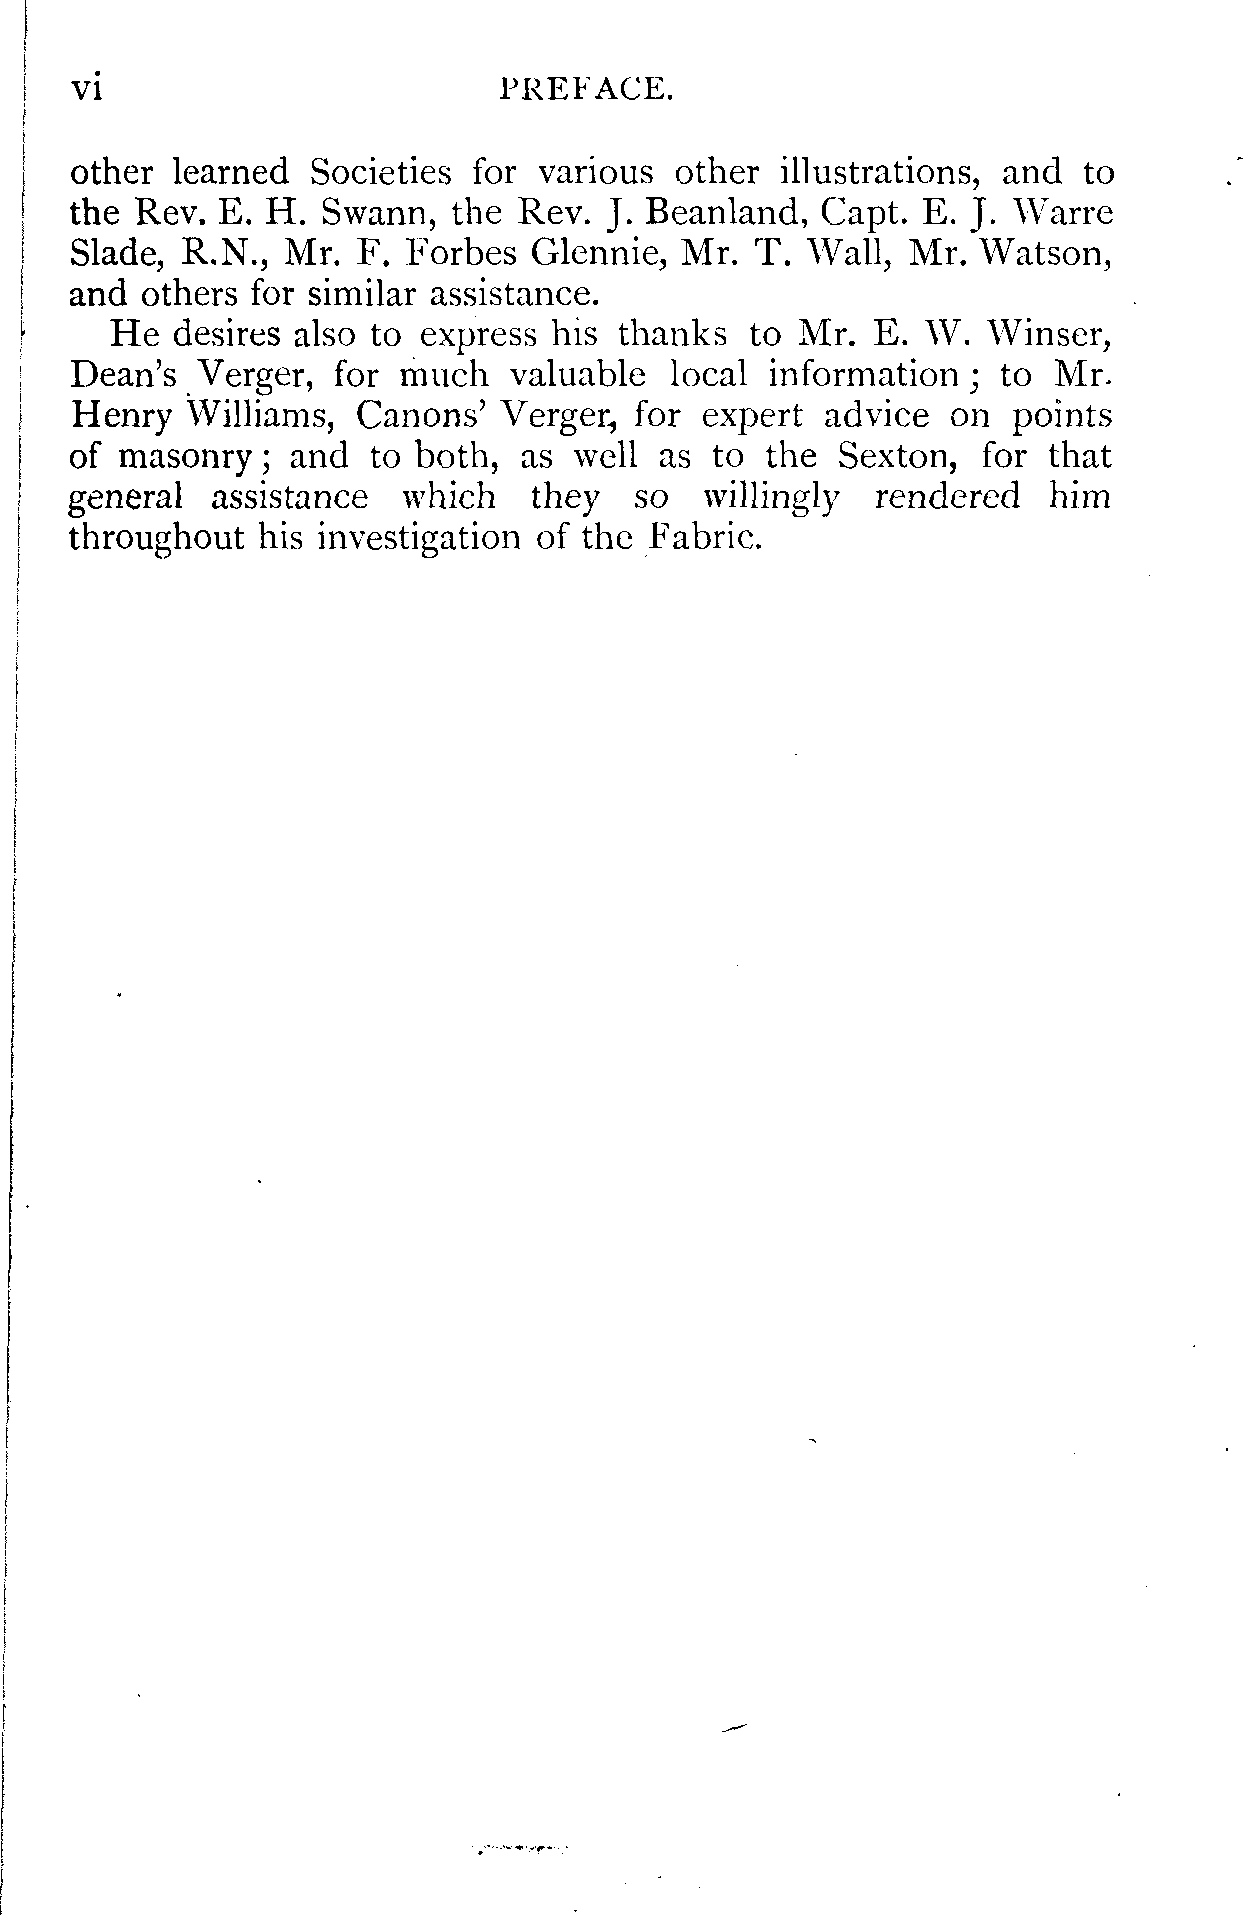 vi PREFACE.
other learned Societies for various other illustrations, and to
the Rev. E. H. Swann, the Rev. J. Beanland, Capt. E. J. Warre
Slade, R.N., Mr. F. Forbes Glennie, Mr. T. Wall, Mr. Watson,
and others for similar assistance.
He desires also to express his thanks to Mr. E. W. Winser,
Dean's Verger, for much valuable local information ; to Mr.
Henry Williams, Canons' Verger, for expert advice on points
of masonry ; and to both, as well as to the Sexton, for that
general assistance which they so willingly rendered him
throughout his investigation of the Fabric.